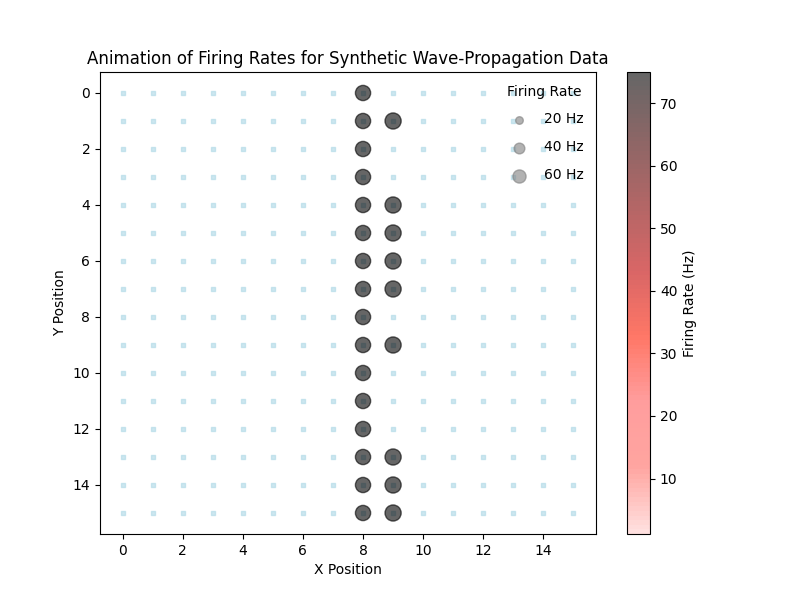 Animation of Firing Rates for Synthetic Wave-Propagation Data
Firing Rate
20 Hz
40 Hz
60 Hz
0
2
4
6
8
10
12
14
Y Position
0
2
4
6
8
10
12
14
X Position
70
60
50
40
30
20
10
Firing Rate (Hz)